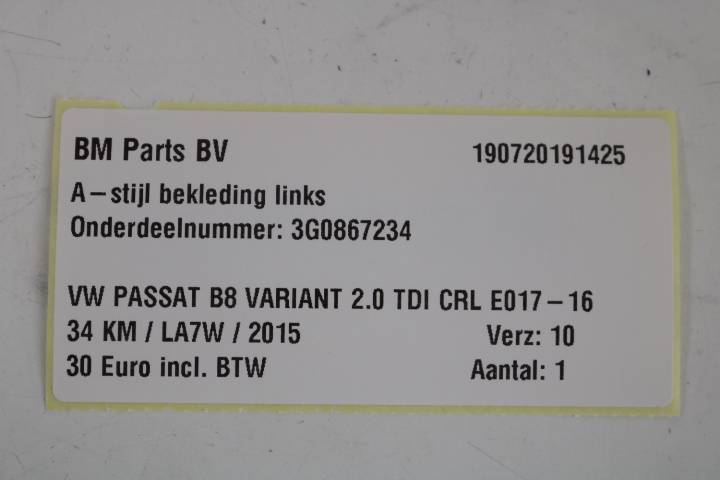 BM Parts BV 190720191425
A-stijl bekleding links
Onderdeelnummer: 3G0867234
VW PASSAT B8 VARIANT 2.0 TDI CRL E017-16
34 KM / LA7W / 2015 Verz: 10
30 Euro incl. BTW Aantal: 1